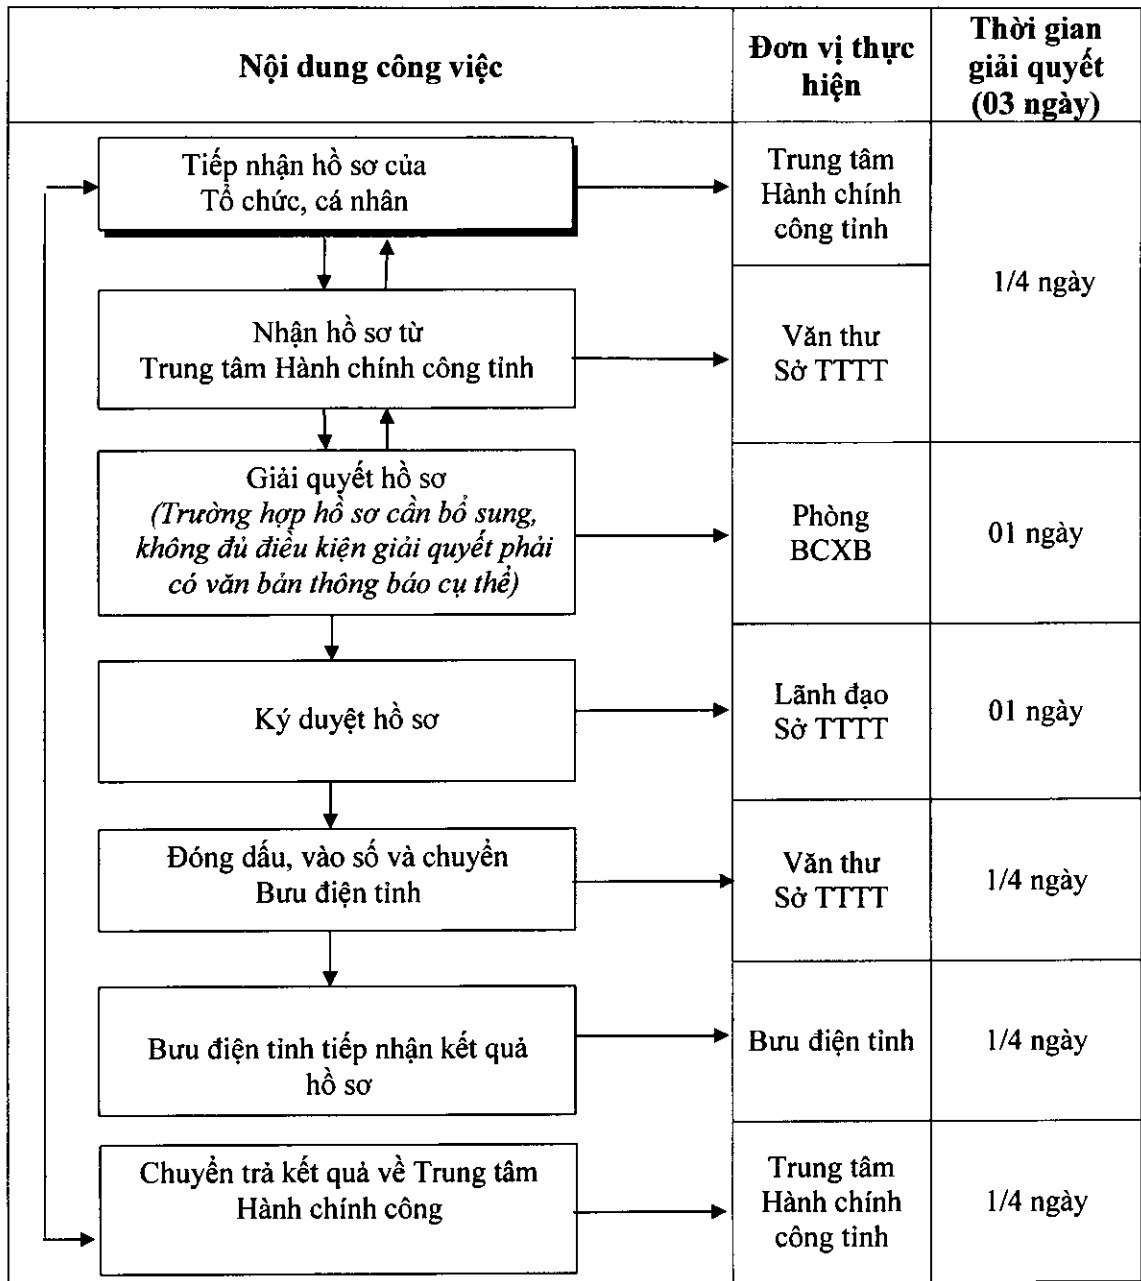 Nội dung công việc
Đơn vị thực
hiện
Thời gian
giải quyết
(03 ngày)
Tiếp nhận hồ sơ của
Tổ chức, cá nhân
Trung tâm
Hành chính
công tỉnh
1/4 ngày
Nhận hồ sơ từ
Trung tâm Hành chính công tỉnh
Văn thư
Sở TTTT
Giải quyết hồ sơ
(Trường hợp hồ sơ cần bổ sung,
không đủ điều kiện giải quyết phải
có văn bản thông báo cụ thể)
Phòng
BCXB
01 ngày
Ký duyệt hồ sơ
Lãnh đạo
Sở TTTT
01 ngày
Đóng dấu, vào số và chuyển
Bưu điện tỉnh
Văn thư
Sở TTTT
1/4 ngày
Bưu điện tỉnh tiếp nhận kết quả
hồ sơ
Bưu điện tỉnh
1/4 ngày
Chuyển trả kết quả về Trung tâm
Hành chính công
Trung tâm
Hành chính
công tỉnh
1/4 ngày